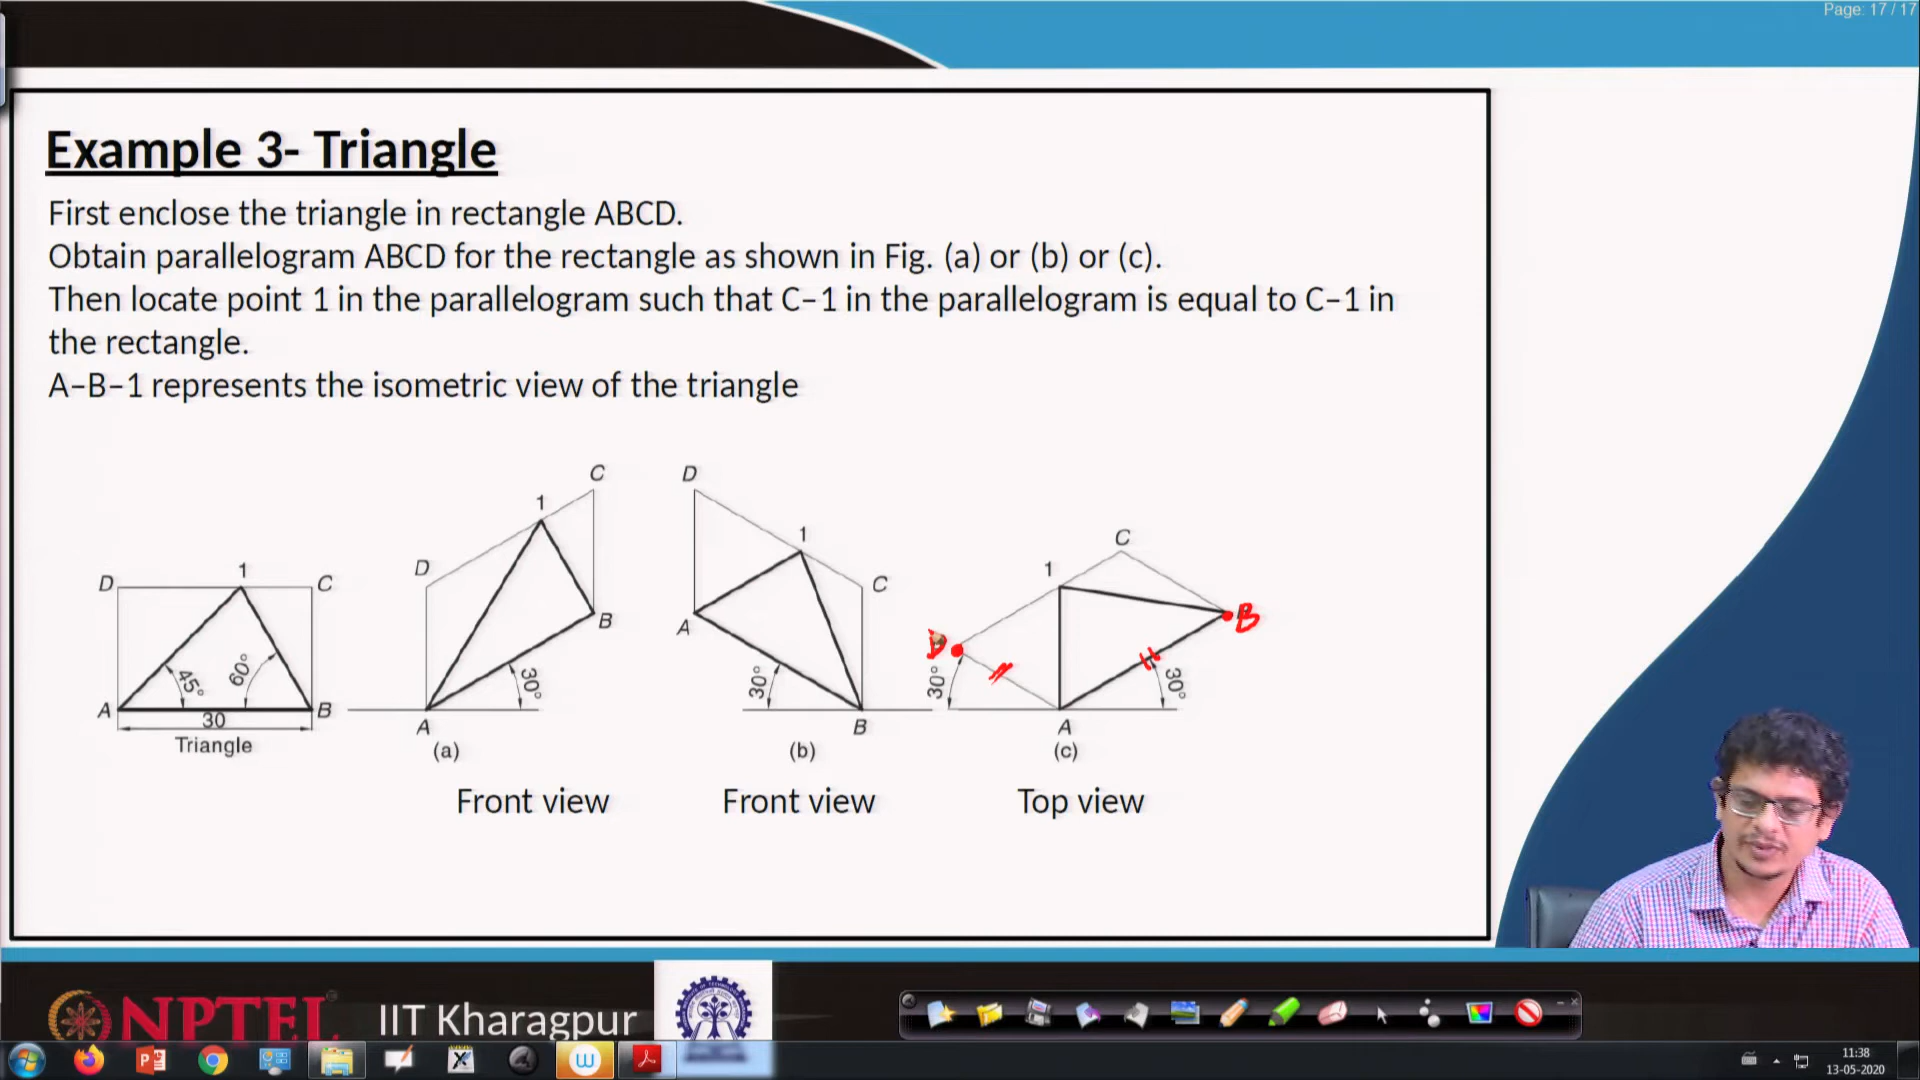 Page: 17 / 17
Example 3- Triangle
First enclose the triangle in rectangle ABCD.
Obtain parallelogram ABCD for the rectangle as shown in Fig. (a) or (b) or (c).
Then locate point 1 in the parallelogram such that C–1 in the parallelogram is equal to C–1 in
the rectangle.
A–B–1 represents the isometric view of the triangle
D 1 C
45° 60°
A 30 B
Triangle
C
1
D
B
30°
A
(a)
Front view
D
1
C
A
30°
B
(b)
Front view
C
1
D B
30° 30°
A
(c)
Top view
NPTEL IIT Kharagpur
11:38
13-05-2020